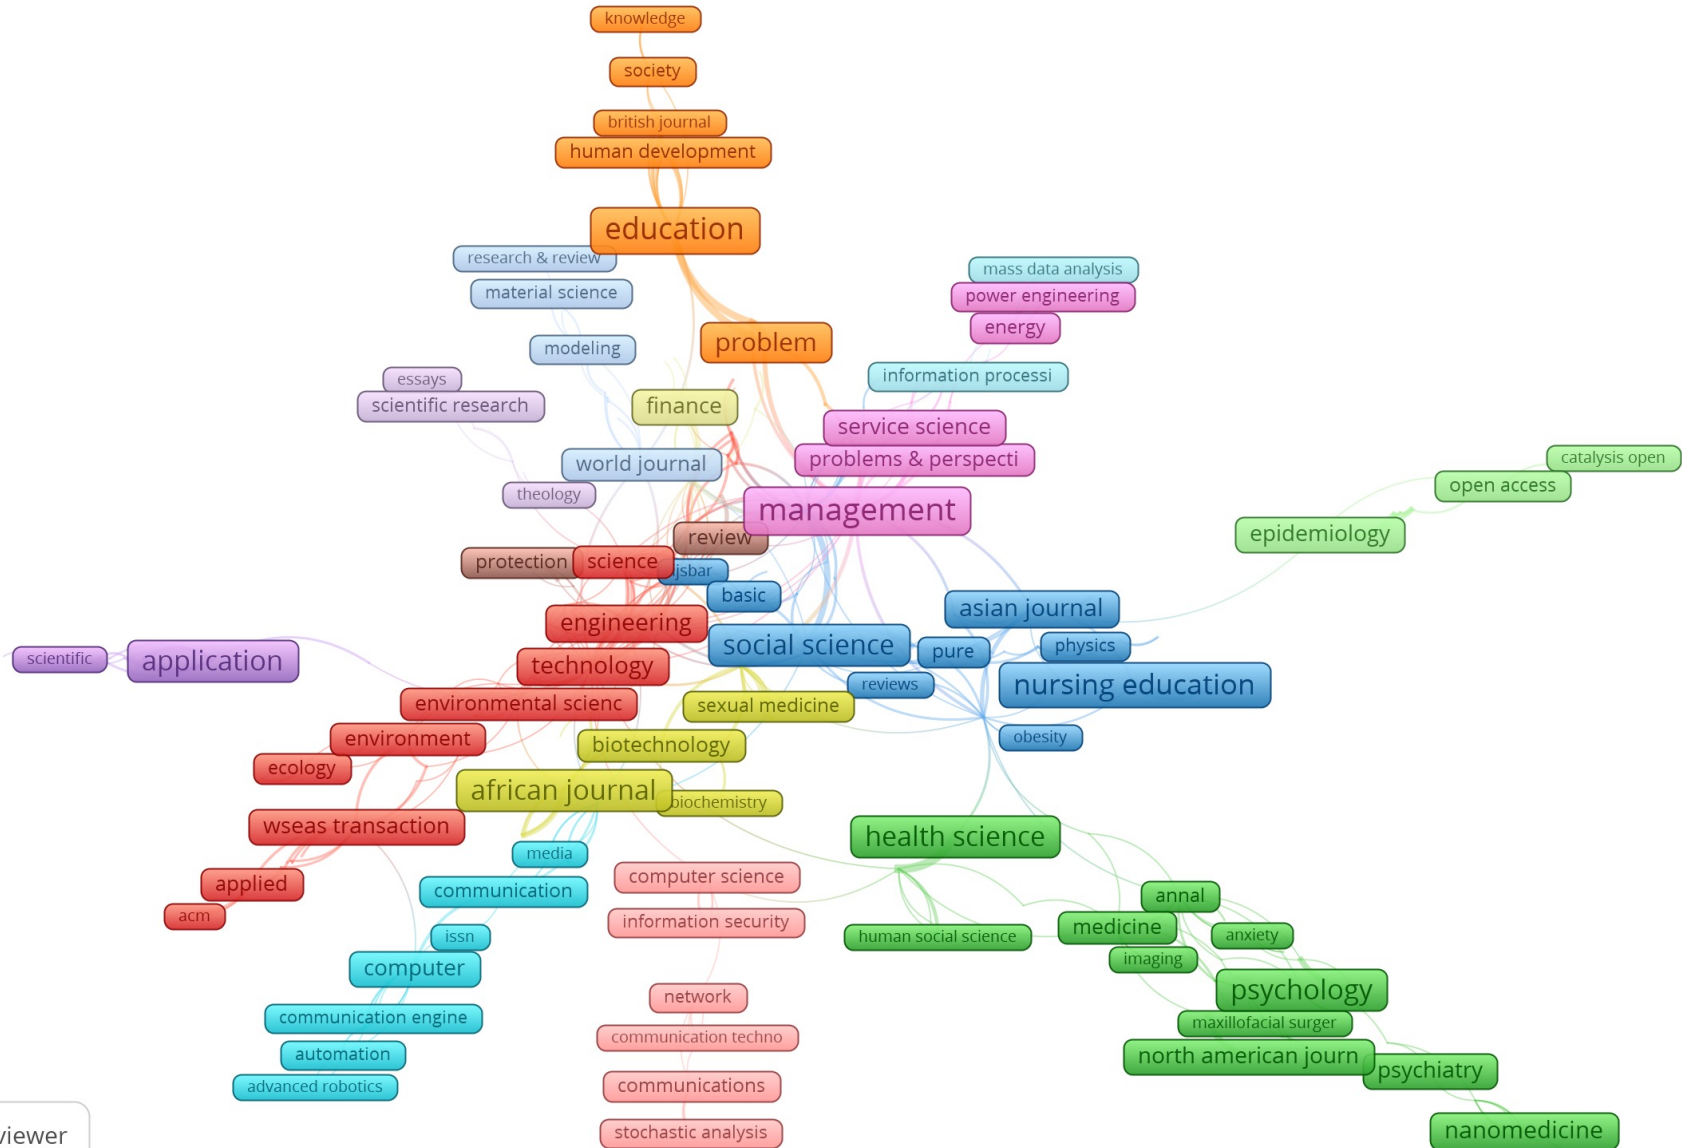 knowledge
society
british journal
human development
education
research & review
material science
mass data analysis
power engineering
energy
problem
modeling
information processi
essays
scientific research
finance
service science
problems & perspecti
catalysis open
world journal
open access
theology
management
review
epidemiology
protection
science
ijsbar
basic
asian journal
engineering
social science
pure
physics
scientific
application
technology
reviews
nursing education
environmental scienc
sexual medicine
environment
biotechnology
obesity
ecology
african journal
biochemistry
wseas transaction
health science
media
applied
communication
computer science
annal
acm
information security
medicine
issn
human social science
anxiety
computer
imaging
network
psychology
communication engine
communication techno
maxillofacial surger
automation
north american journ
psychiatry
advanced robotics
communications
viewer
stochastic analysis
nanomedicine